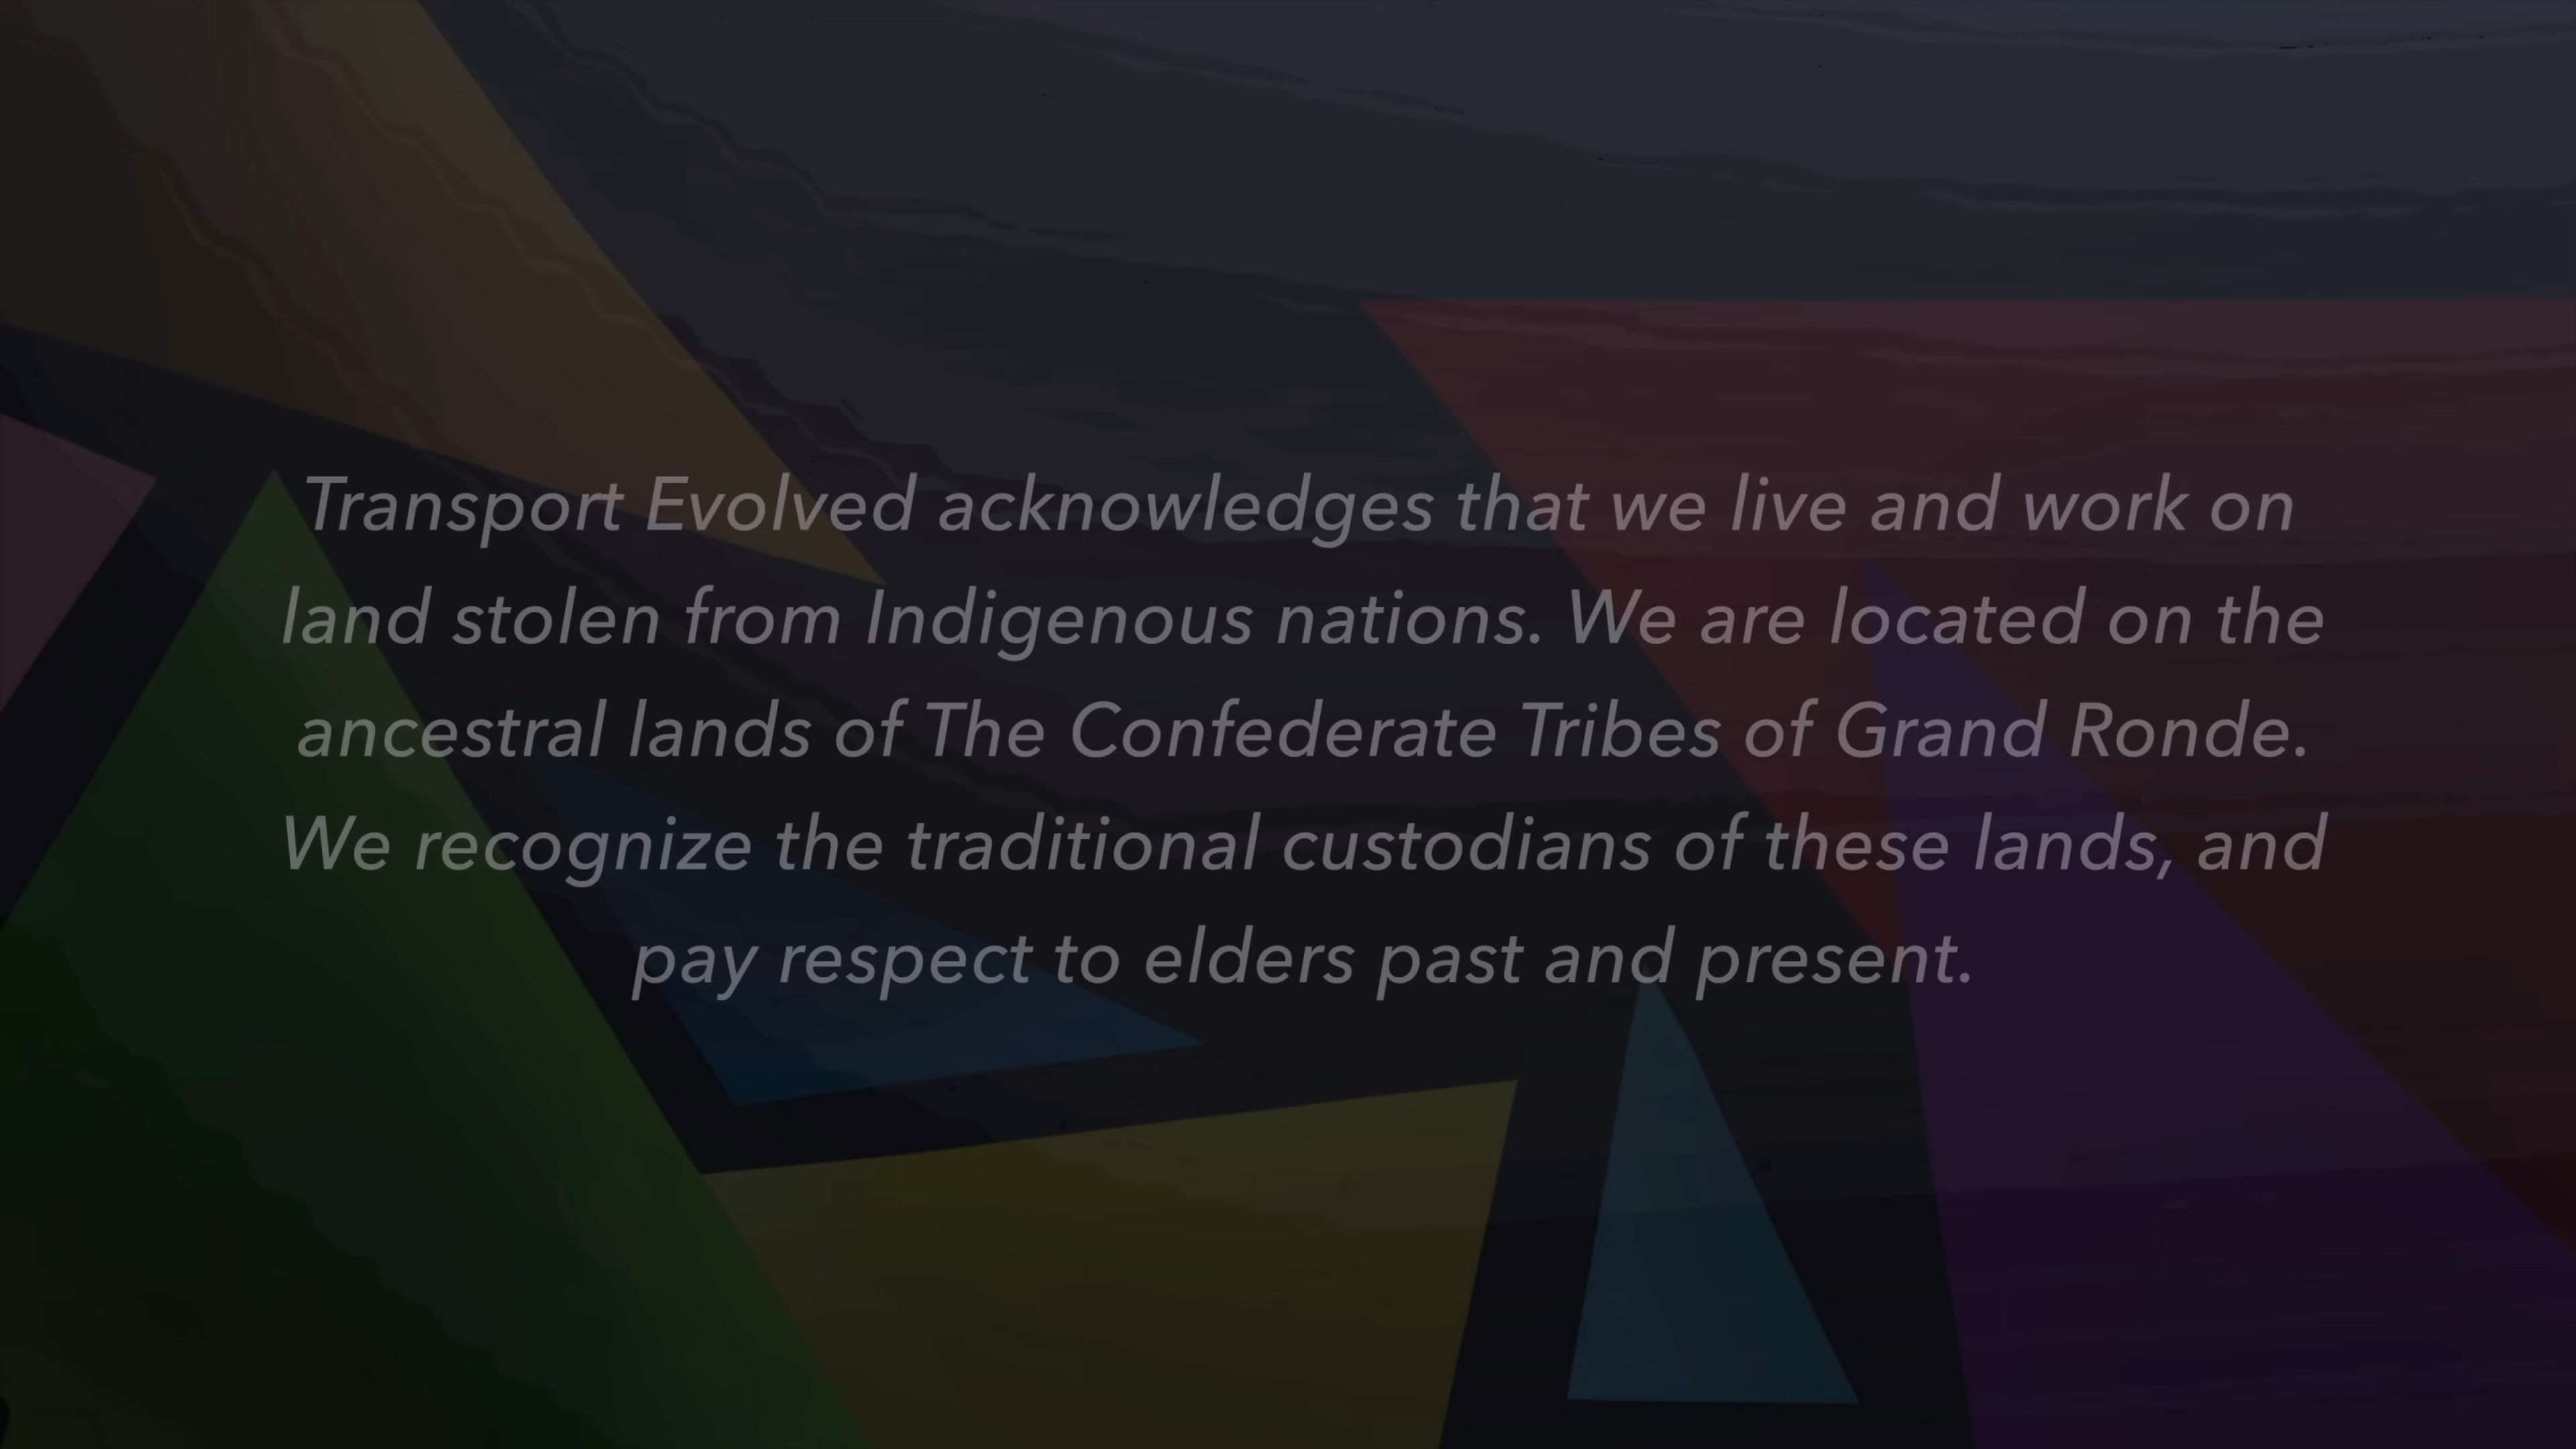 Transport Evolved acknowledges that we live and work on
land stolen from Indigenous nations. We are located on the
ancestral lands of The Confederate Tribes of Grand Ronde.
We recognize the traditional custodians of these lands, and
pay respect to elders past and present.